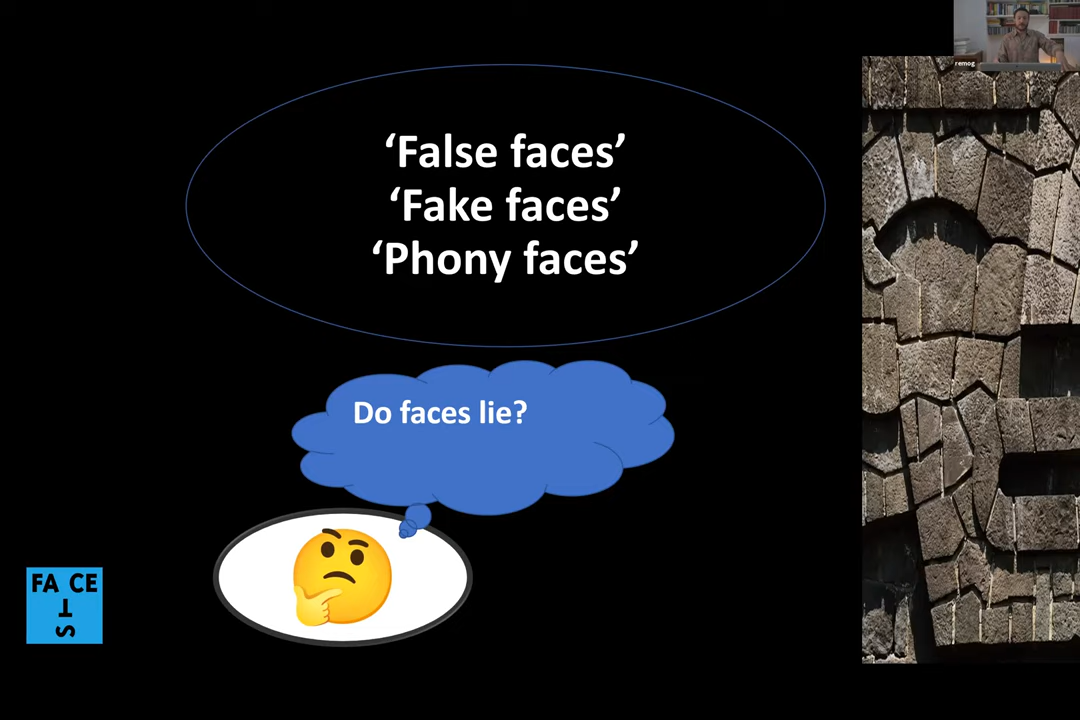 remog
‘False faces’
‘Fake faces’
‘Phony faces’
Do faces lie?
FA CE
T
S